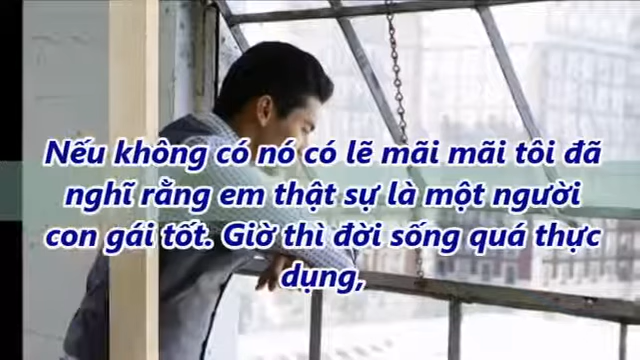 Nếu không có nó có lẽ mãi mãi tôi đã
nghĩ rằng em thật sự là một người
con gái tốt. Giờ thì đời sống quá thực
dụng,